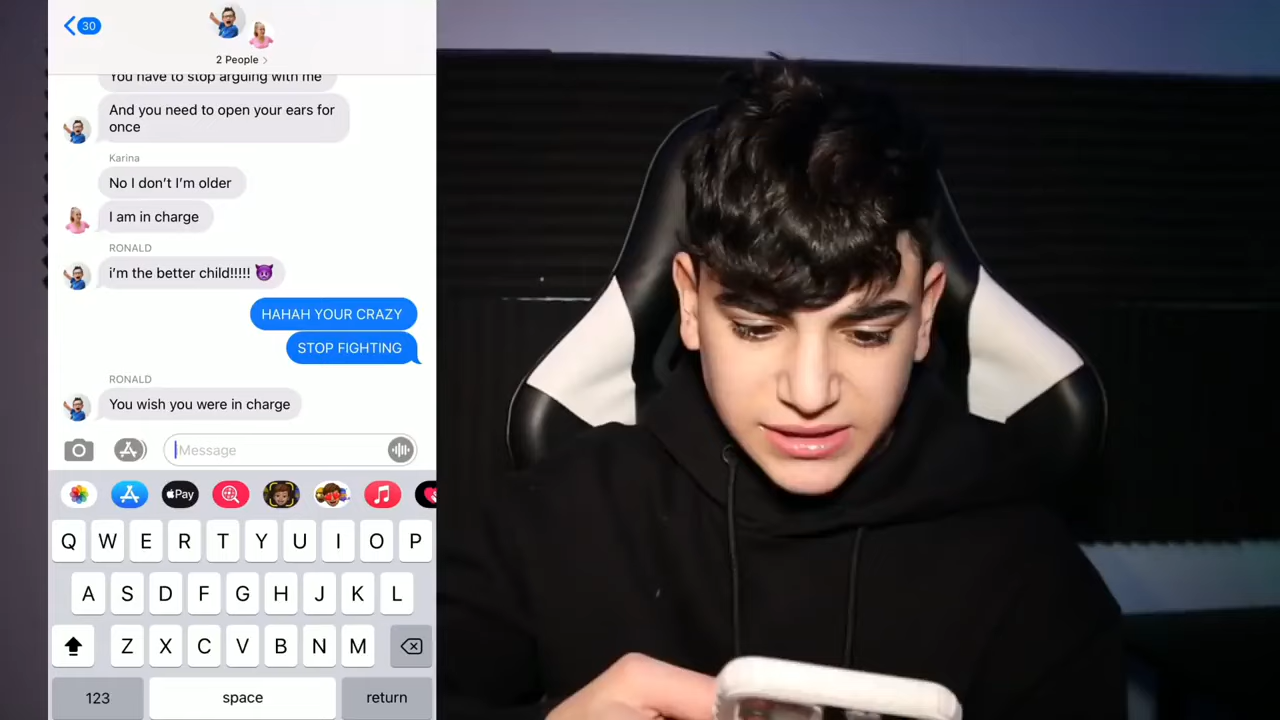 30
2 People >
You have to stop arguing with me
And you need to open your ears for
once
Karina
No I don't I'm older
I am in charge
RONALD
i'm the better child!!!!! 😈
HAHAH YOUR CRAZY
STOP FIGHTING
RONALD
You wish you were in charge
Message
Pay
Q W E R T Y U I O P
A S D F G H J K L
Z X C V B N M
123 space return